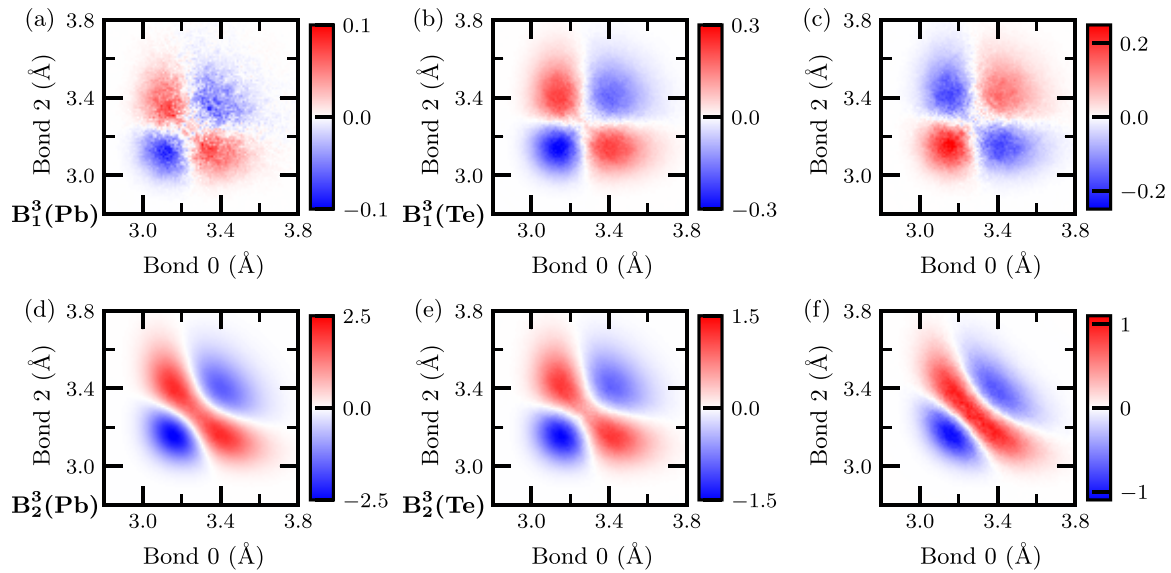 (a)
3.8
3.4
3.0
Bond 2 (Å)
B₁³(Pb)
3.0 3.4 3.8
Bond 0 (Å)
0.1
0.0
−0.1
(b)
3.8
3.4
3.0
Bond 2 (Å)
B₁³(Te)
3.0 3.4 3.8
Bond 0 (Å)
0.3
0.0
−0.3
(c)
3.8
3.4
3.0
Bond 2 (Å)
3.0 3.4 3.8
Bond 0 (Å)
0.2
0.0
−0.2
(d)
3.8
3.4
3.0
Bond 2 (Å)
B₂³(Pb)
3.0 3.4 3.8
Bond 0 (Å)
2.5
0.0
−2.5
(e)
3.8
3.4
3.0
Bond 2 (Å)
B₂³(Te)
3.0 3.4 3.8
Bond 0 (Å)
1.5
0.0
−1.5
(f)
3.8
3.4
3.0
Bond 2 (Å)
3.0 3.4 3.8
Bond 0 (Å)
1
0
−1